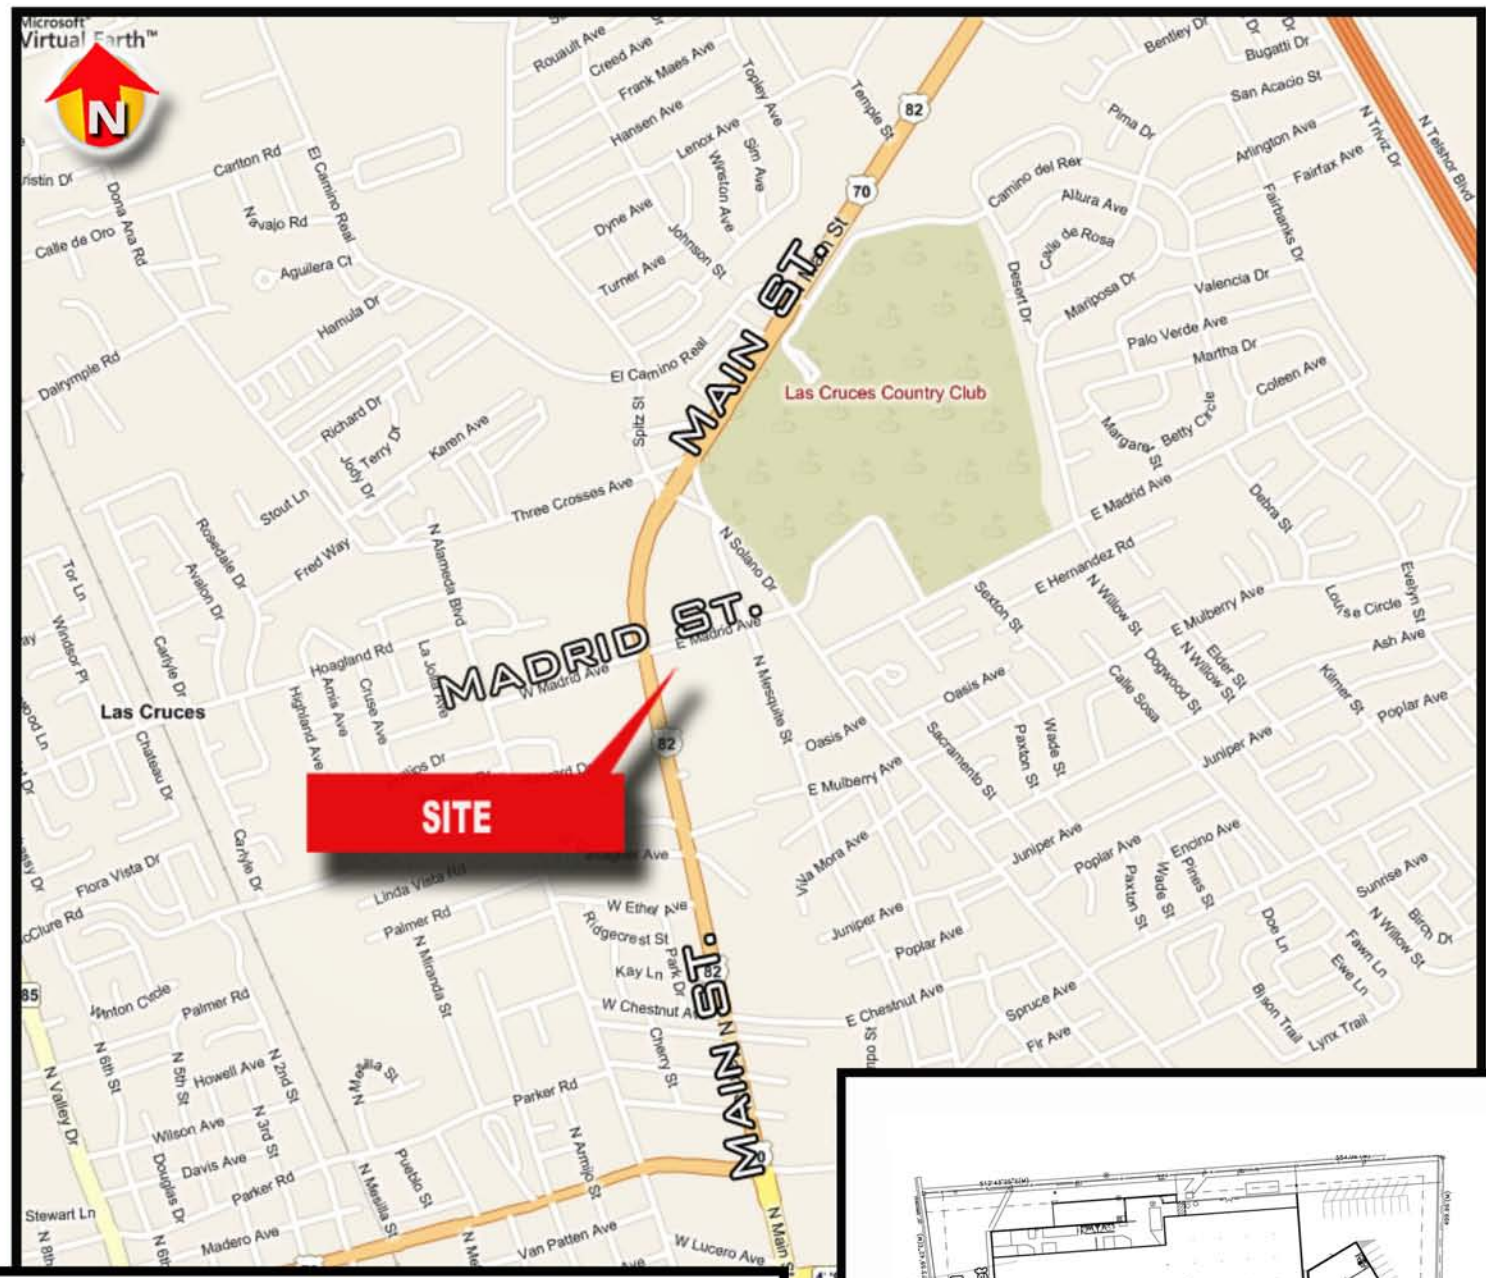 Microsoft®
Virtual Earth™
N
Rouault Ave
Creed Ave
Frank Maes Ave
Hansen Ave
Topley Ave
Temple St
Lenox Ave
Sim Ave
Winston Ave
Dyne Ave
Johnson St
Turner Ave
82
70
Main St
MAIN ST.
Bentley Dr
Dr
Dr
Bugatti Dr
San Acacio St
Pima Dr
Arlington Ave
Fairfax Ave
N Triviz Dr
N Telshor Blvd
Camino del Rex
Altura Ave
Calle de Rosa
Fairbanks Dr
Desert Dr
Mariposa Dr
Valencia Dr
Palo Verde Ave
Martha Dr
Coleen Ave
Betty Circle
Margaret St
Las Cruces Country Club
Carlton Rd
El Camino Real
ristin Dr
Dona Ana Rd
Navajo Rd
Calle de Oro
Aguilera Ct
Hamula Dr
Dalrymple Rd
El Camino Real
Spitz St
Richard Dr
Terry Dr
Jody Dr
Karen Ave
Stout Ln
Three Crosses Ave
Fred Way
N Alameda Blvd
Rosedale Dr
Avalon Dr
Tor Ln
Windsor Pl
Carlyle Dr
Hoagland Rd
La Jolla Ave
Amis Ave
Cruse Ave
Highland Ave
MADRID ST.
W Madrid Ave
E Madrid Ave
N Solano Dr
E Madrid Ave
Debra St
E Hernandez Rd
Sexton St
N Willow St
E Mulberry Ave
Louise Circle
Evelyn St
Ash Ave
Elder St
N Willow St
Dogwood St
Calle Sosa
Kilmer St
Poplar Ave
Las Cruces
Chateau Dr
N Mesquite St
Oasis Ave
Oasis Ave
Sacramento St
Wade St
Paxton St
Juniper Ave
E Mulberry Ave
82
SITE
Carlyle Dr
Flora Vista Dr
Linda Vista Rd
Palmer Rd
W Ethel Ave
Ridgecrest St
Kay Ln
Park Dr
82
W Chestnut A
MAIN ST.
N
Villa Mora Ave
Juniper Ave
Poplar Ave
Encino Ave
Paxton St
Wade St
Pines St
Sunrise Ave
Birch Dr
N Willow St
Fawn Ln
Ewe Ln
Doe Ln
Bison Trail
Lynx Trail
Juniper Ave
Poplar Ave
E Chestnut Ave
Spruce Ave
Fir Ave
cClure Rd
85
Vinton Circle
Palmer Rd
N Miranda St
N 6th St
N 5th St
Howell Ave
N 2nd St
N 3rd St
N Valley Dr
Wilson Ave
Davis Ave
Douglas Dr
Parker Rd
Parker Rd
Cherry St
Pueblo St
N Mesilla St
N Armijo St
Stewart Ln
N 8th
Madero Ave
N 6th
N Me
Van Patten Ave
W Lucero Ave
N Main S